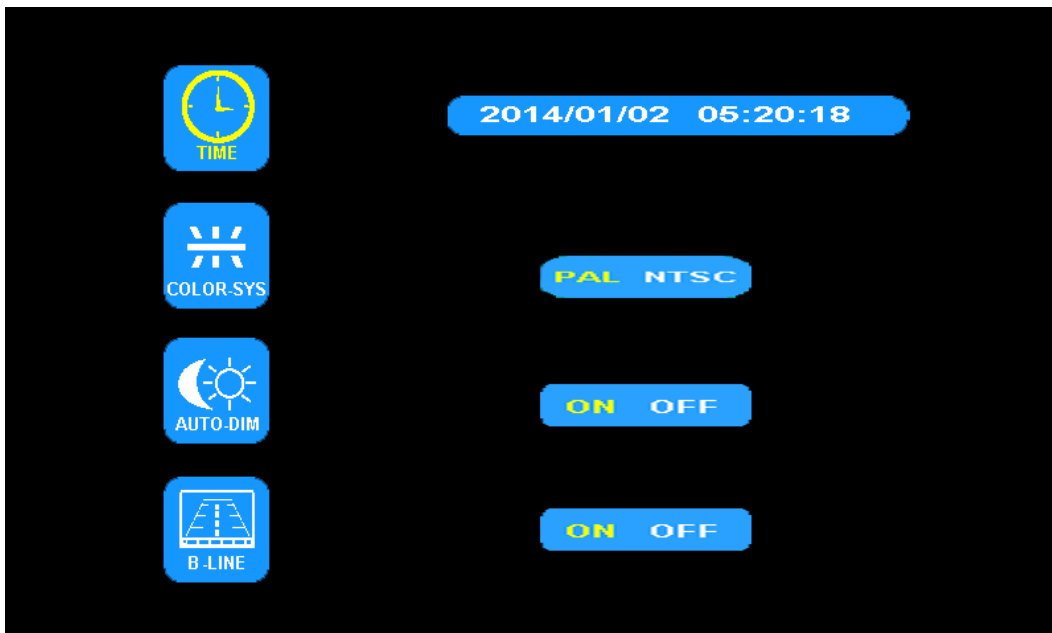 TIME
2014/01/02 05:20:18
COLOR-SYS
PAL NTSC
AUTO-DIM
ON OFF
B-LINE
ON OFF